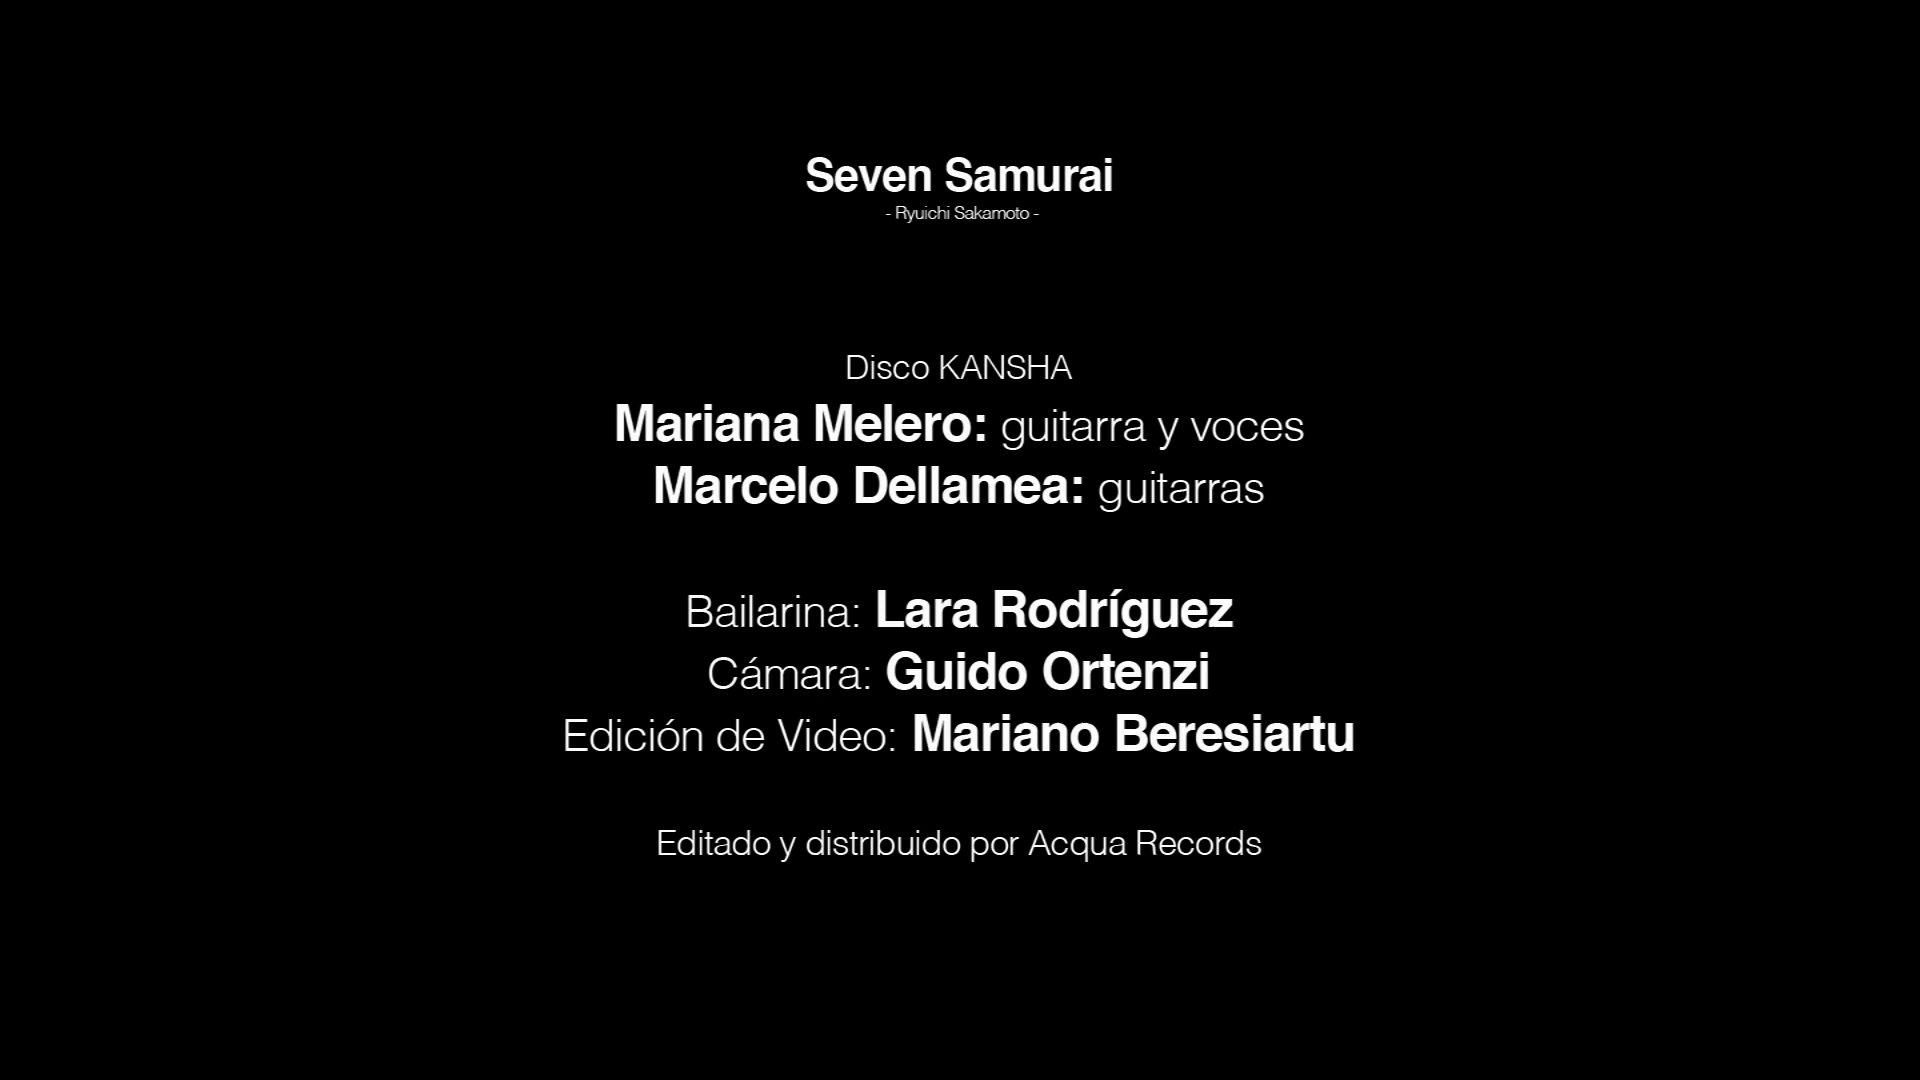 Seven Samurai
- Ryuichi Sakamoto -
Disco KANSHA
Mariana Melero: guitarra y voces
Marcelo Dellamea: guitarras
Bailarina: Lara Rodríguez
Cámara: Guido Ortenzi
Edición de Video: Mariano Beresiartu
Editado y distribuido por Acqua Records